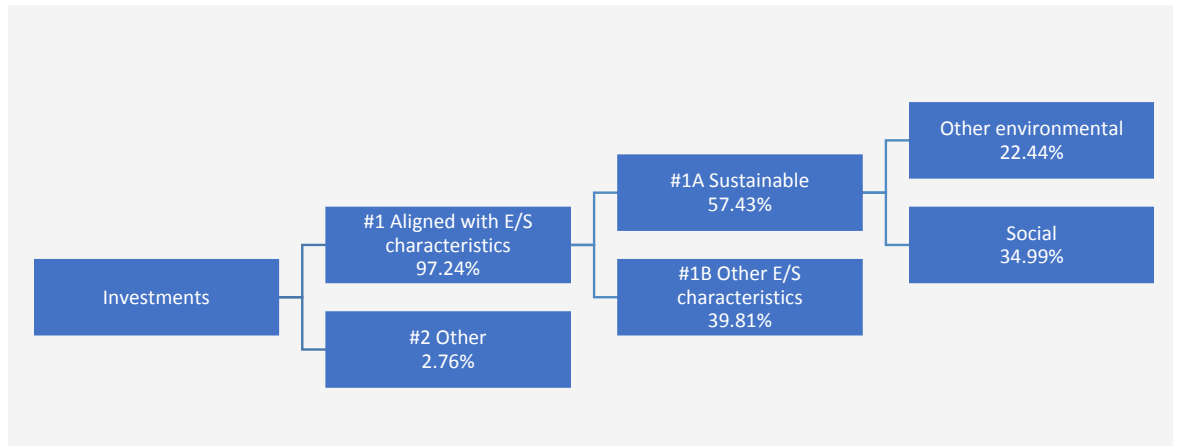 Investments
#1 Aligned with E/S
characteristics
97.24%
#2 Other
2.76%
#1A Sustainable
57.43%
#1B Other E/S
characteristics
39.81%
Other environmental
22.44%
Social
34.99%